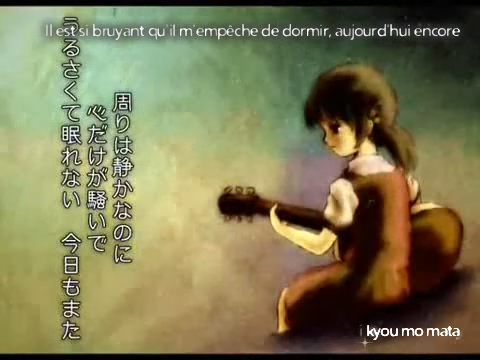 Il est si bruyant qu'il m'empêche de dormir, aujourd'hui encore
周りは静かなのに
心だけが騒いで
うるさくて眠れない　今日もまた
kyou mo mata